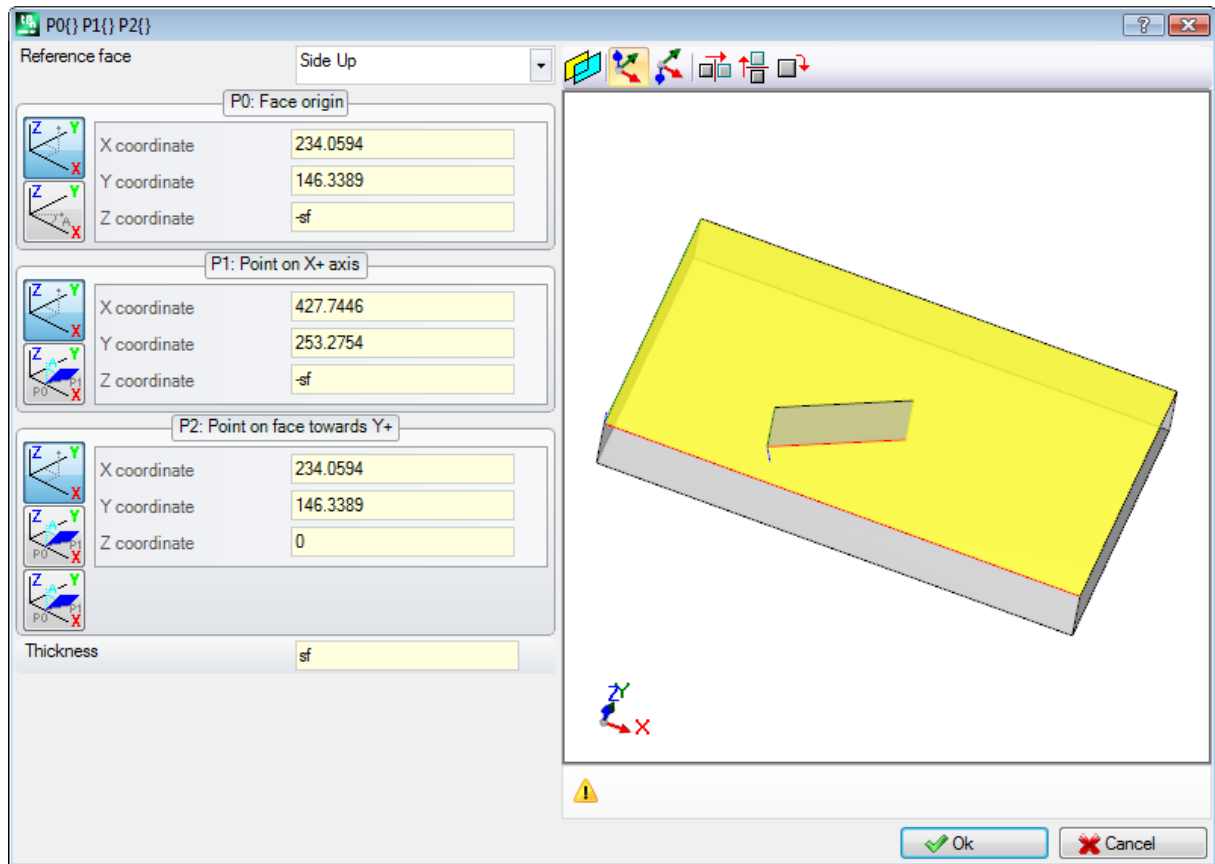 P0{} P1{} P2{}
Reference face
Side Up
P0: Face origin
X coordinate 234.0594
Y coordinate 146.3389
Z coordinate -sf
P1: Point on X+ axis
X coordinate 427.7446
Y coordinate 253.2754
Z coordinate -sf
P2: Point on face towards Y+
X coordinate 234.0594
Y coordinate 146.3389
Z coordinate 0
Thickness sf
Z Y
X
Ok
Cancel